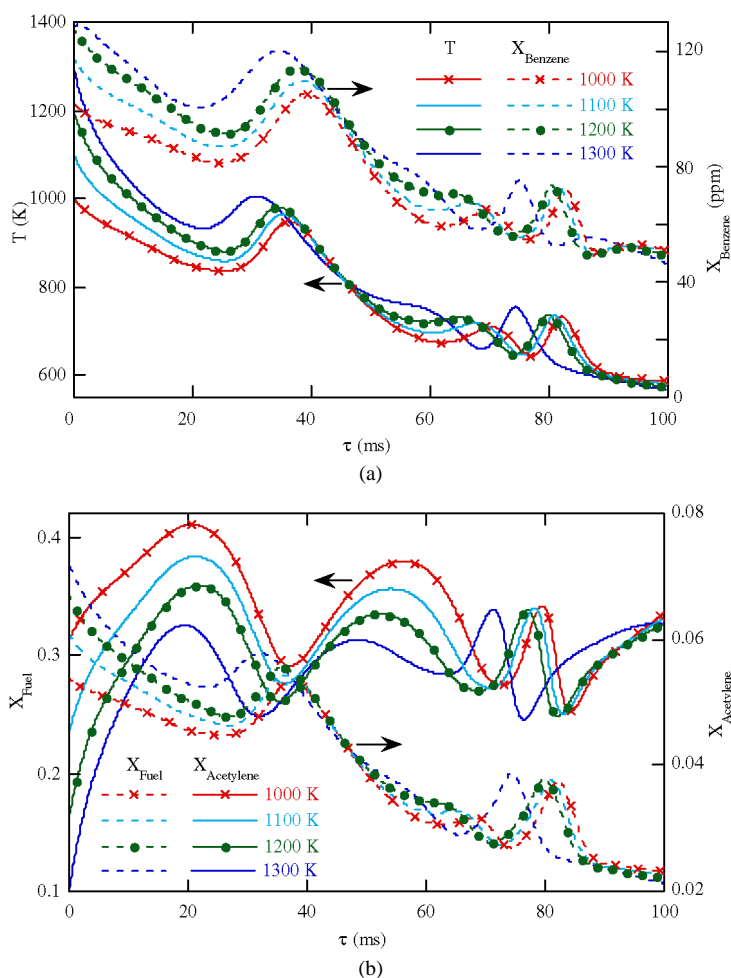 1400
1300
1200
1000
800
600
T (K)
T
X_Benzene
1000 K
1100 K
1200 K
1300 K
120
80
40
0
X_Benzene (ppm)
0
20
40
60
80
100
τ (ms)
(a)
0.4
0.3
0.2
0.1
X_Fuel
0.08
0.06
0.04
0.02
X_Acetylene
X_Fuel
X_Acetylene
1000 K
1100 K
1200 K
1300 K
0
20
40
60
80
100
τ (ms)
(b)